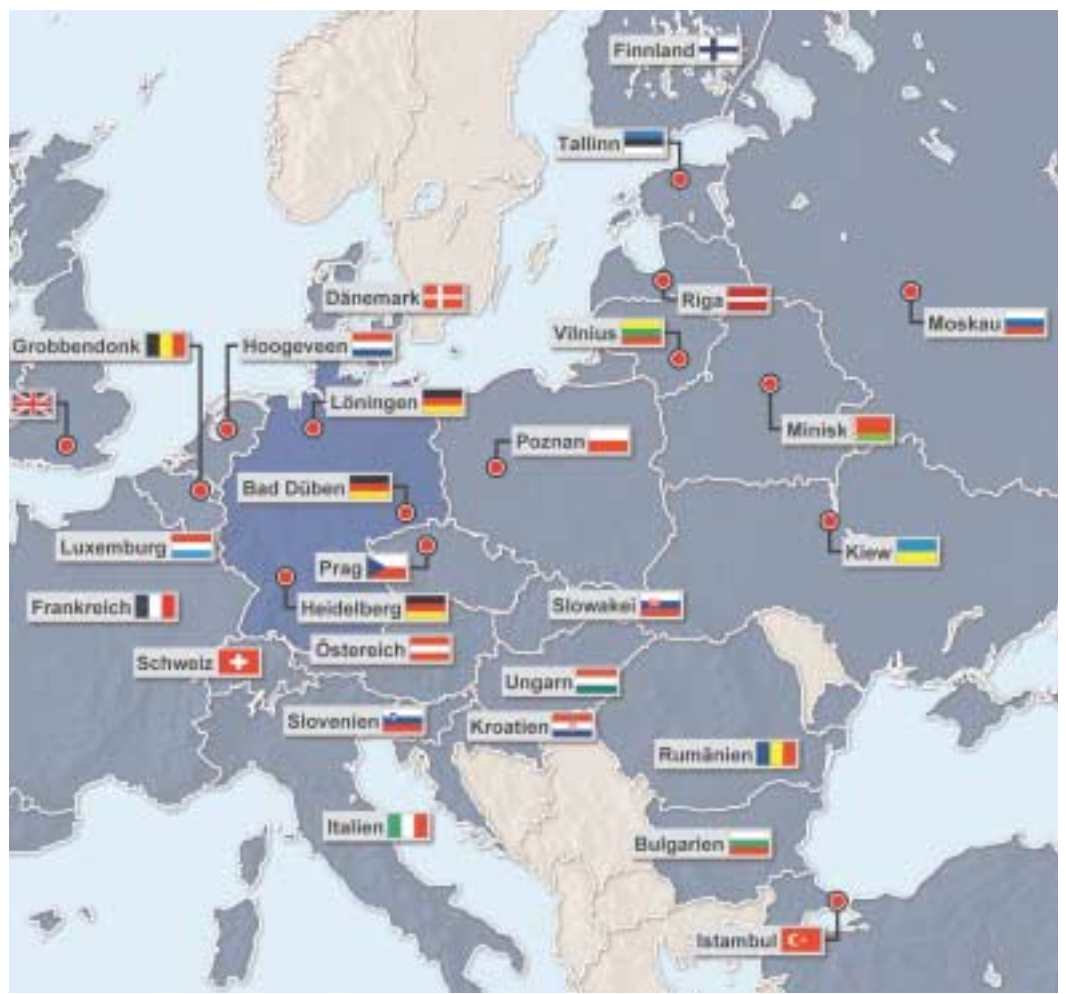 Finnland
Tallinn
Dänemark
Riga
Moskau
Vilnius
Grobbendonk
Hoogeveen
Löningen
Minisk
Poznan
Bad Düben
Luxemburg
Kiew
Prag
Frankreich
Heidelberg
Slowakei
Östereich
Schweiz
Ungarn
Slovenien
Kroatien
Rumänien
Italien
Bulgarien
Istambul